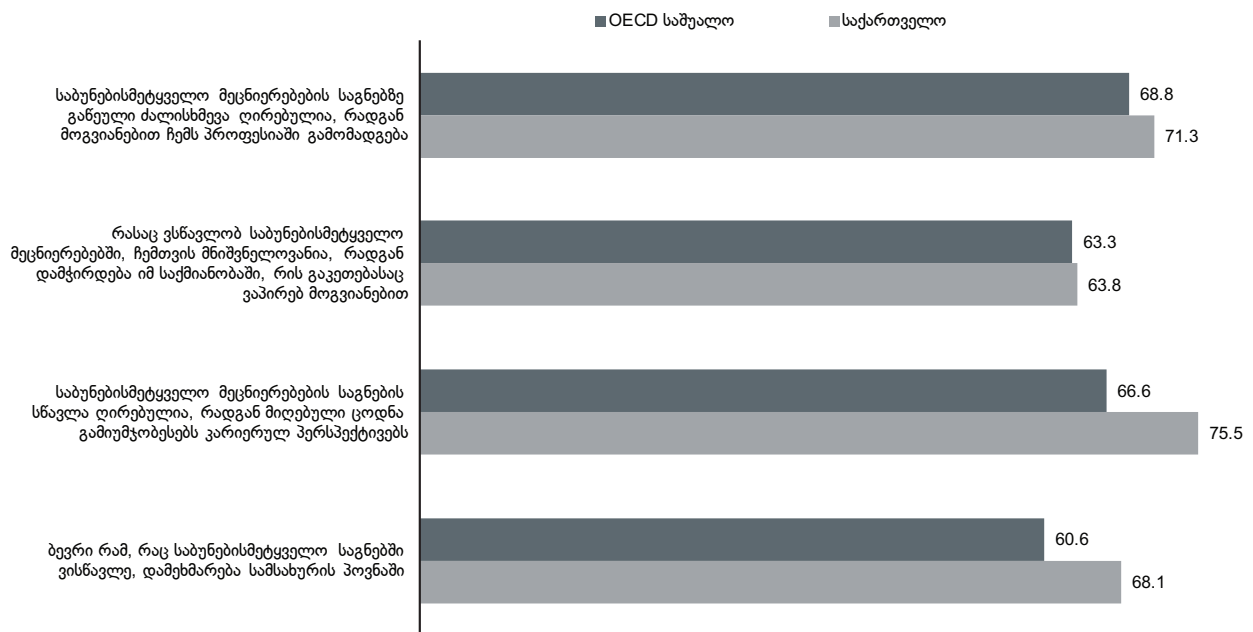 OECD საშუალო
საქართველო
საბუნებისმეტყველო მეცნიერებების საგნებზე
გაწეული ძალისხმევა ღირებულია, რადგან
მოგვიანებით ჩემს პროფესიაში გამომადგება
68.8
71.3
რასაც ვსწავლობ საბუნებისმეტყველო
მეცნიერებებში, ჩემთვის მნიშვნელოვანია, რადგან
დამჭირდება იმ საქმიანობაში, რის გაკეთებასაც
ვაპირებ მოგვიანებით
63.3
63.8
საბუნებისმეტყველო მეცნიერებების საგნების
სწავლა ღირებულია, რადგან მიღებული ცოდნა
გამიუმჯობესებს კარიერულ პერსპექტივებს
66.6
75.5
ბევრი რამ, რაც საბუნებისმეტყველო საგნებში
ვისწავლე, დამეხმარება სამსახურის პოვნაში
60.6
68.1